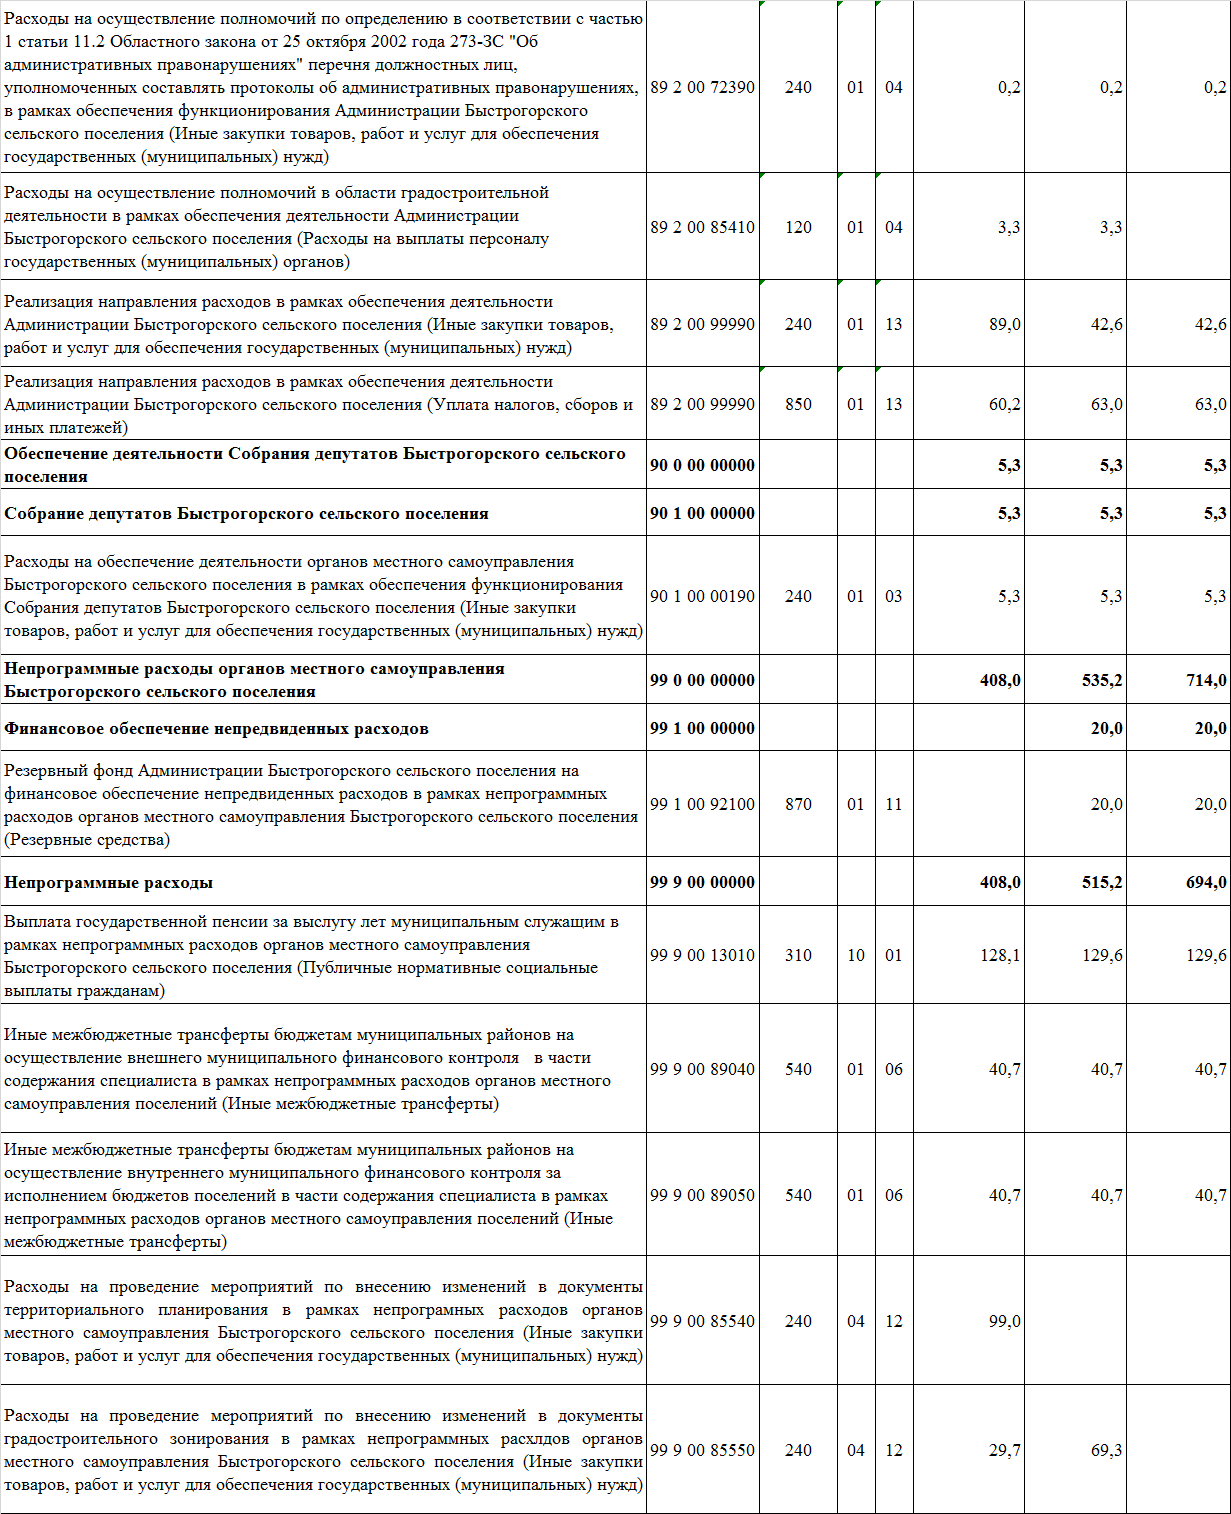 Расходы на осуществление полномочий по определению в соответствии с частью
1 статьи 11.2 Областного закона от 25 октября 2002 года 273-ЗС "Об
административных правонарушениях" перечня должностных лиц,
уполномоченных составлять протоколы об административных правонарушениях,
в рамках обеспечения функционирования Администрации Быстрогорского
сельского поселения (Иные закупки товаров, работ и услуг для обеспечения
государственных (муниципальных) нужд)
89 2 00 72390 240 01 04 0,2 0,2 0,2
Расходы на осуществление полномочий в области градостроительной
деятельности в рамках обеспечения деятельности Администрации
Быстрогорского сельского поселения (Расходы на выплаты персоналу
государственных (муниципальных) органов)
89 2 00 85410 120 01 04 3,3 3,3
Реализация направления расходов в рамках обеспечения деятельности
Администрации Быстрогорского сельского поселения (Иные закупки товаров,
работ и услуг для обеспечения государственных (муниципальных) нужд)
89 2 00 99990 240 01 13 89,0 42,6 42,6
Реализация направления расходов в рамках обеспечения деятельности
Администрации Быстрогорского сельского поселения (Уплата налогов, сборов и
иных платежей)
89 2 00 99990 850 01 13 60,2 63,0 63,0
Обеспечение деятельности Собрания депутатов Быстрогорского сельского
поселения
90 0 00 00000 5,3 5,3 5,3
Собрание депутатов Быстрогорского сельского поселения
90 1 00 00000 5,3 5,3 5,3
Расходы на обеспечение деятельности органов местного самоуправления
Быстрогорского сельского поселения в рамках обеспечения функционирования
Собрания депутатов Быстрогорского сельского поселения (Иные закупки
товаров, работ и услуг для обеспечения государственных (муниципальных) нужд)
90 1 00 00190 240 01 03 5,3 5,3 5,3
Непрограммные расходы органов местного самоуправления
Быстрогорского сельского поселения
99 0 00 00000 408,0 535,2 714,0
Финансовое обеспечение непредвиденных расходов
99 1 00 00000 20,0 20,0
Резервный фонд Администрации Быстрогорского сельского поселения на
финансовое обеспечение непредвиденных расходов в рамках непрограммных
расходов органов местного самоуправления Быстрогорского сельского поселения
(Резервные средства)
99 1 00 92100 870 01 11 20,0 20,0
Непрограммные расходы
99 9 00 00000 408,0 515,2 694,0
Выплата государственной пенсии за выслугу лет муниципальным служащим в
рамках непрограммных расходов органов местного самоуправления
Быстрогорского сельского поселения (Публичные нормативные социальные
выплаты гражданам)
99 9 00 13010 310 10 01 128,1 129,6 129,6
Иные межбюджетные трансферты бюджетам муниципальных районов на
осуществление внешнего муниципального финансового контроля в части
содержания специалиста в рамках непрограммных расходов органов местного
самоуправления поселений (Иные межбюджетные трансферты)
99 9 00 89040 540 01 06 40,7 40,7 40,7
Иные межбюджетные трансферты бюджетам муниципальных районов на
осуществление внутреннего муниципального финансового контроля за
исполнением бюджетов поселений в части содержания специалиста в рамках
непрограммных расходов органов местного самоуправления поселений (Иные
межбюджетные трансферты)
99 9 00 89050 540 01 06 40,7 40,7 40,7
Расходы на проведение мероприятий по внесению изменений в документы
территориального планирования в рамках непрограмных расходов органов
местного самоуправления Быстрогорского сельского поселения (Иные закупки
товаров, работ и услуг для обеспечения государственных (муниципальных) нужд)
99 9 00 85540 240 04 12 99,0
Расходы на проведение мероприятий по внесению изменений в документы
градостроительного зонирования в рамках непрограммных расхлдов органов
местного самоуправления Быстрогорского сельского поселения (Иные закупки
товаров, работ и услуг для обеспечения государственных (муниципальных) нужд)
99 9 00 85550 240 04 12 29,7 69,3